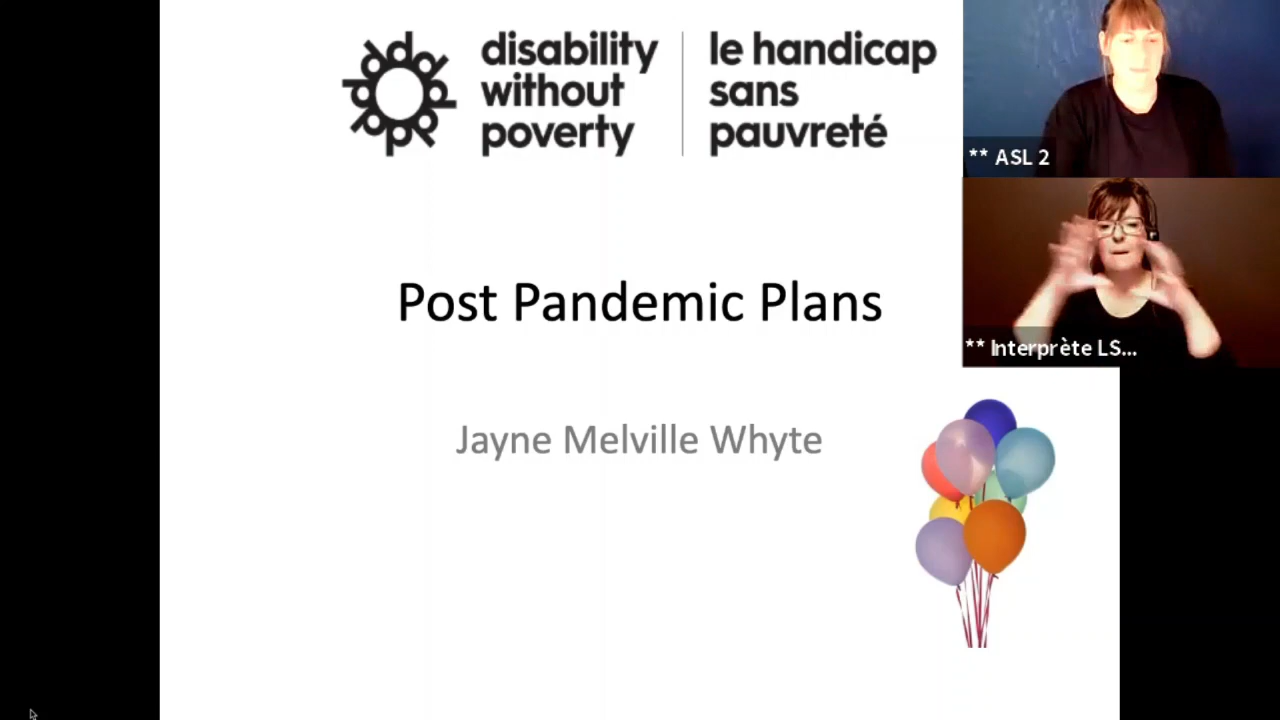 disability
without
poverty
le handicap
sans
pauvreté
** ASL 2
** Interprète LS...
Post Pandemic Plans
Jayne Melville Whyte